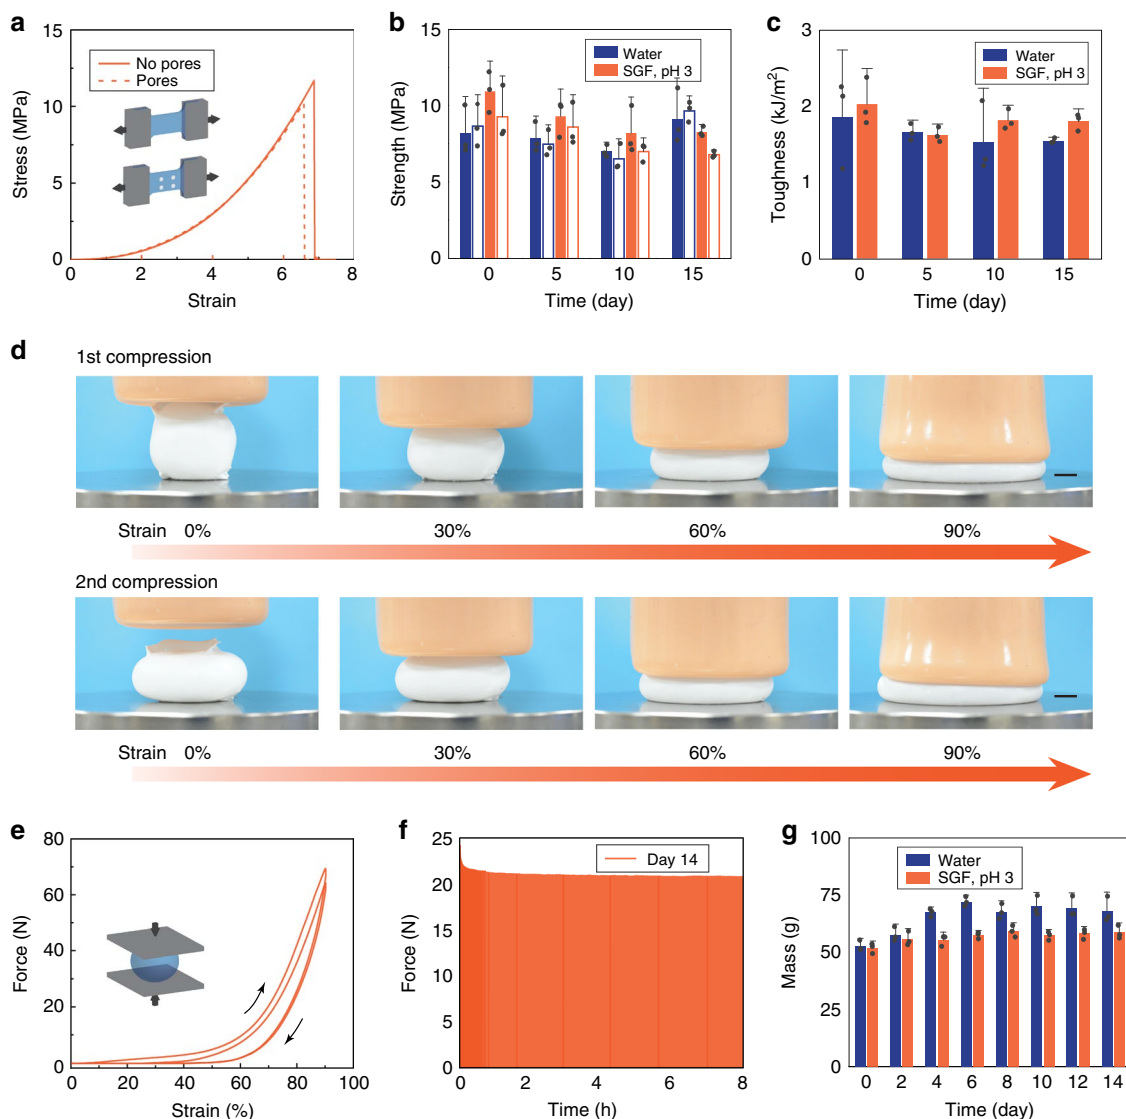 a
15
10
5
0
Stress (MPa)
No pores
Pores
0 2 4 6 8
Strain
b
15
10
5
0
Strength (MPa)
Water
SGF, pH 3
0 5 10 15
Time (day)
c
3
2
1
0
Toughness (kJ/m²)
Water
SGF, pH 3
0 5 10 15
Time (day)
d
1st compression
Strain 0% 30% 60% 90%
2nd compression
Strain 0% 30% 60% 90%
e
80
60
40
20
0
Force (N)
0 20 40 60 80 100
Strain (%)
f
25
20
15
10
5
0
Force (N)
Day 14
0 2 4 6 8
Time (h)
g
100
75
50
25
0
Mass (g)
Water
SGF, pH 3
0 2 4 6 8 10 12 14
Time (day)